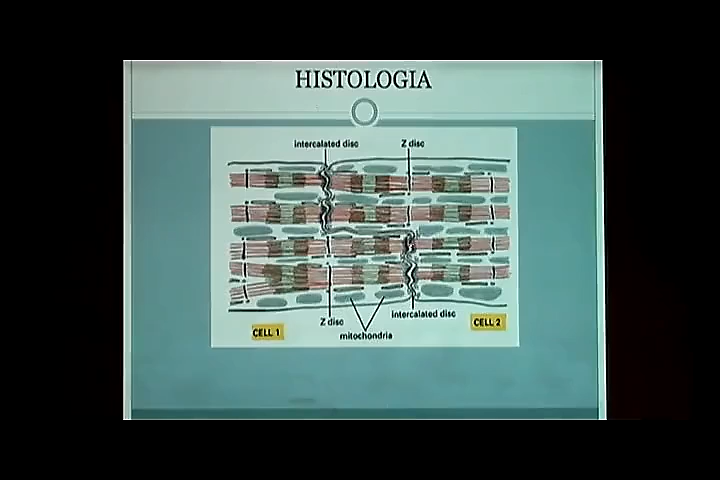 HISTOLOGIA
intercalated disc
Z disc
Z disc
intercalated disc
mitochondria
CELL 1
CELL 2